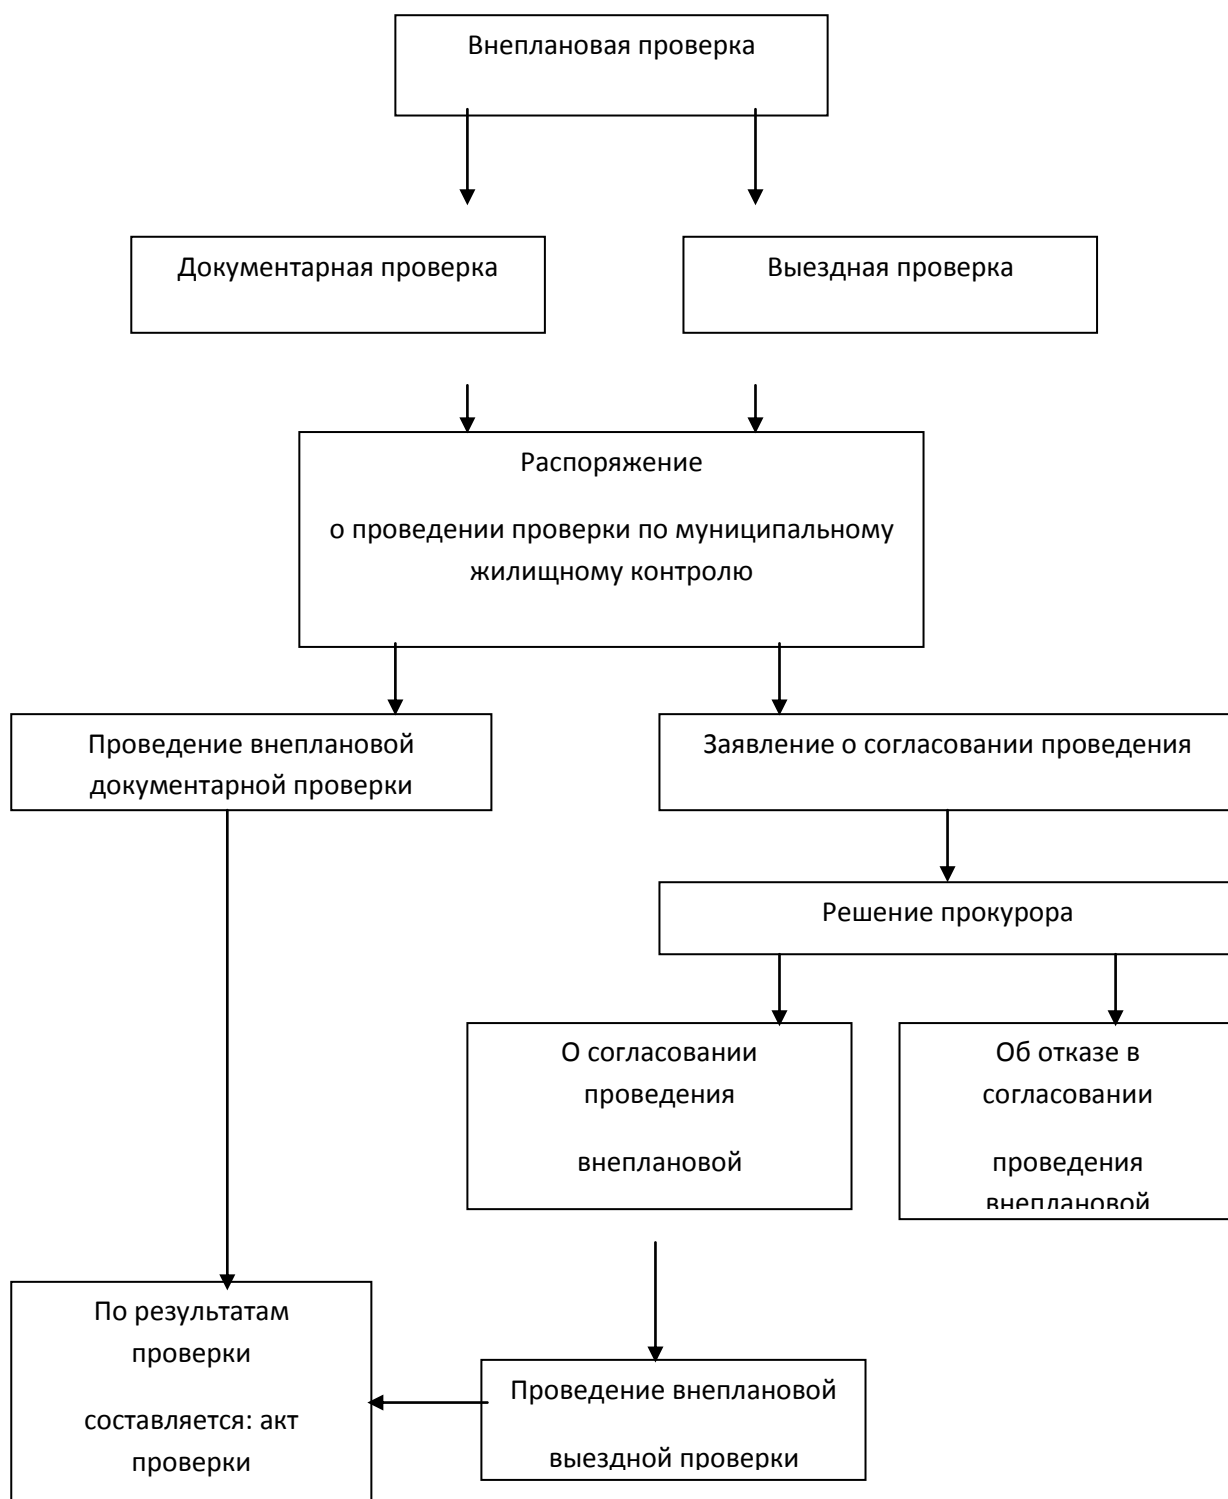 Внеплановая проверка
Документарная проверка
Выездная проверка
Распоряжение
о проведении проверки по муниципальному
жилищному контролю
Проведение внеплановой
документарной проверки
Заявление о согласовании проведения
Решение прокурора
О согласовании
проведения
внеплановой
Об отказе в
согласовании
проведения
внеплановой
По результатам
проверки
составляется: акт
проверки
Проведение внеплановой
выездной проверки